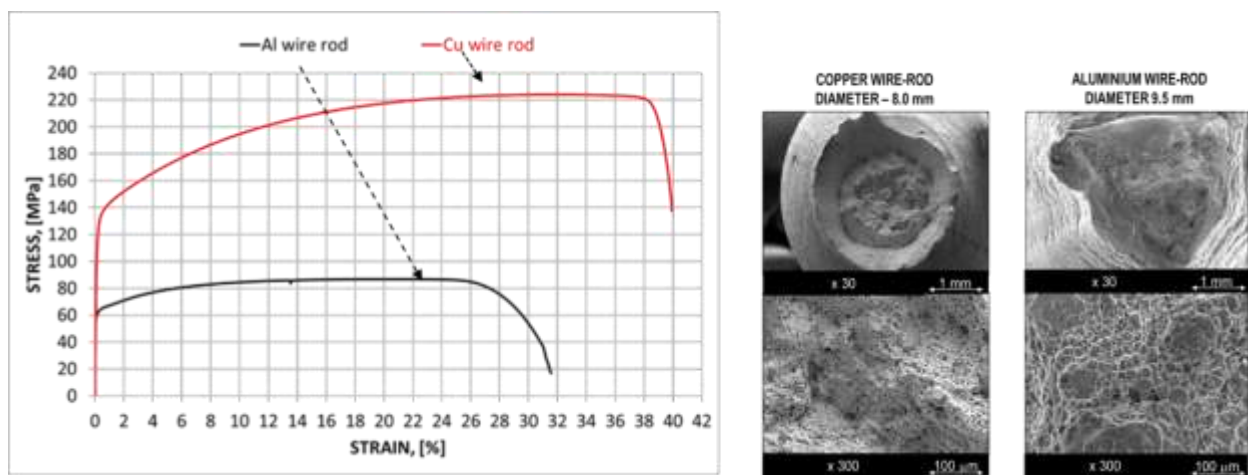 Al wire rod
Cu wire rod
240
220
200
180
160
140
120
100
80
60
40
20
0
STRESS, [MPa]
0 2 4 6 8 10 12 14 16 18 20 22 24 26 28 30 32 34 36 38 40 42
STRAIN, [%]
COPPER WIRE-ROD
DIAMETER – 8.0 mm
x 30
1 mm
x 300
100 μm
ALUMINIUM WIRE-ROD
DIAMETER 9.5 mm
x 30
1 mm
x 300
100 μm